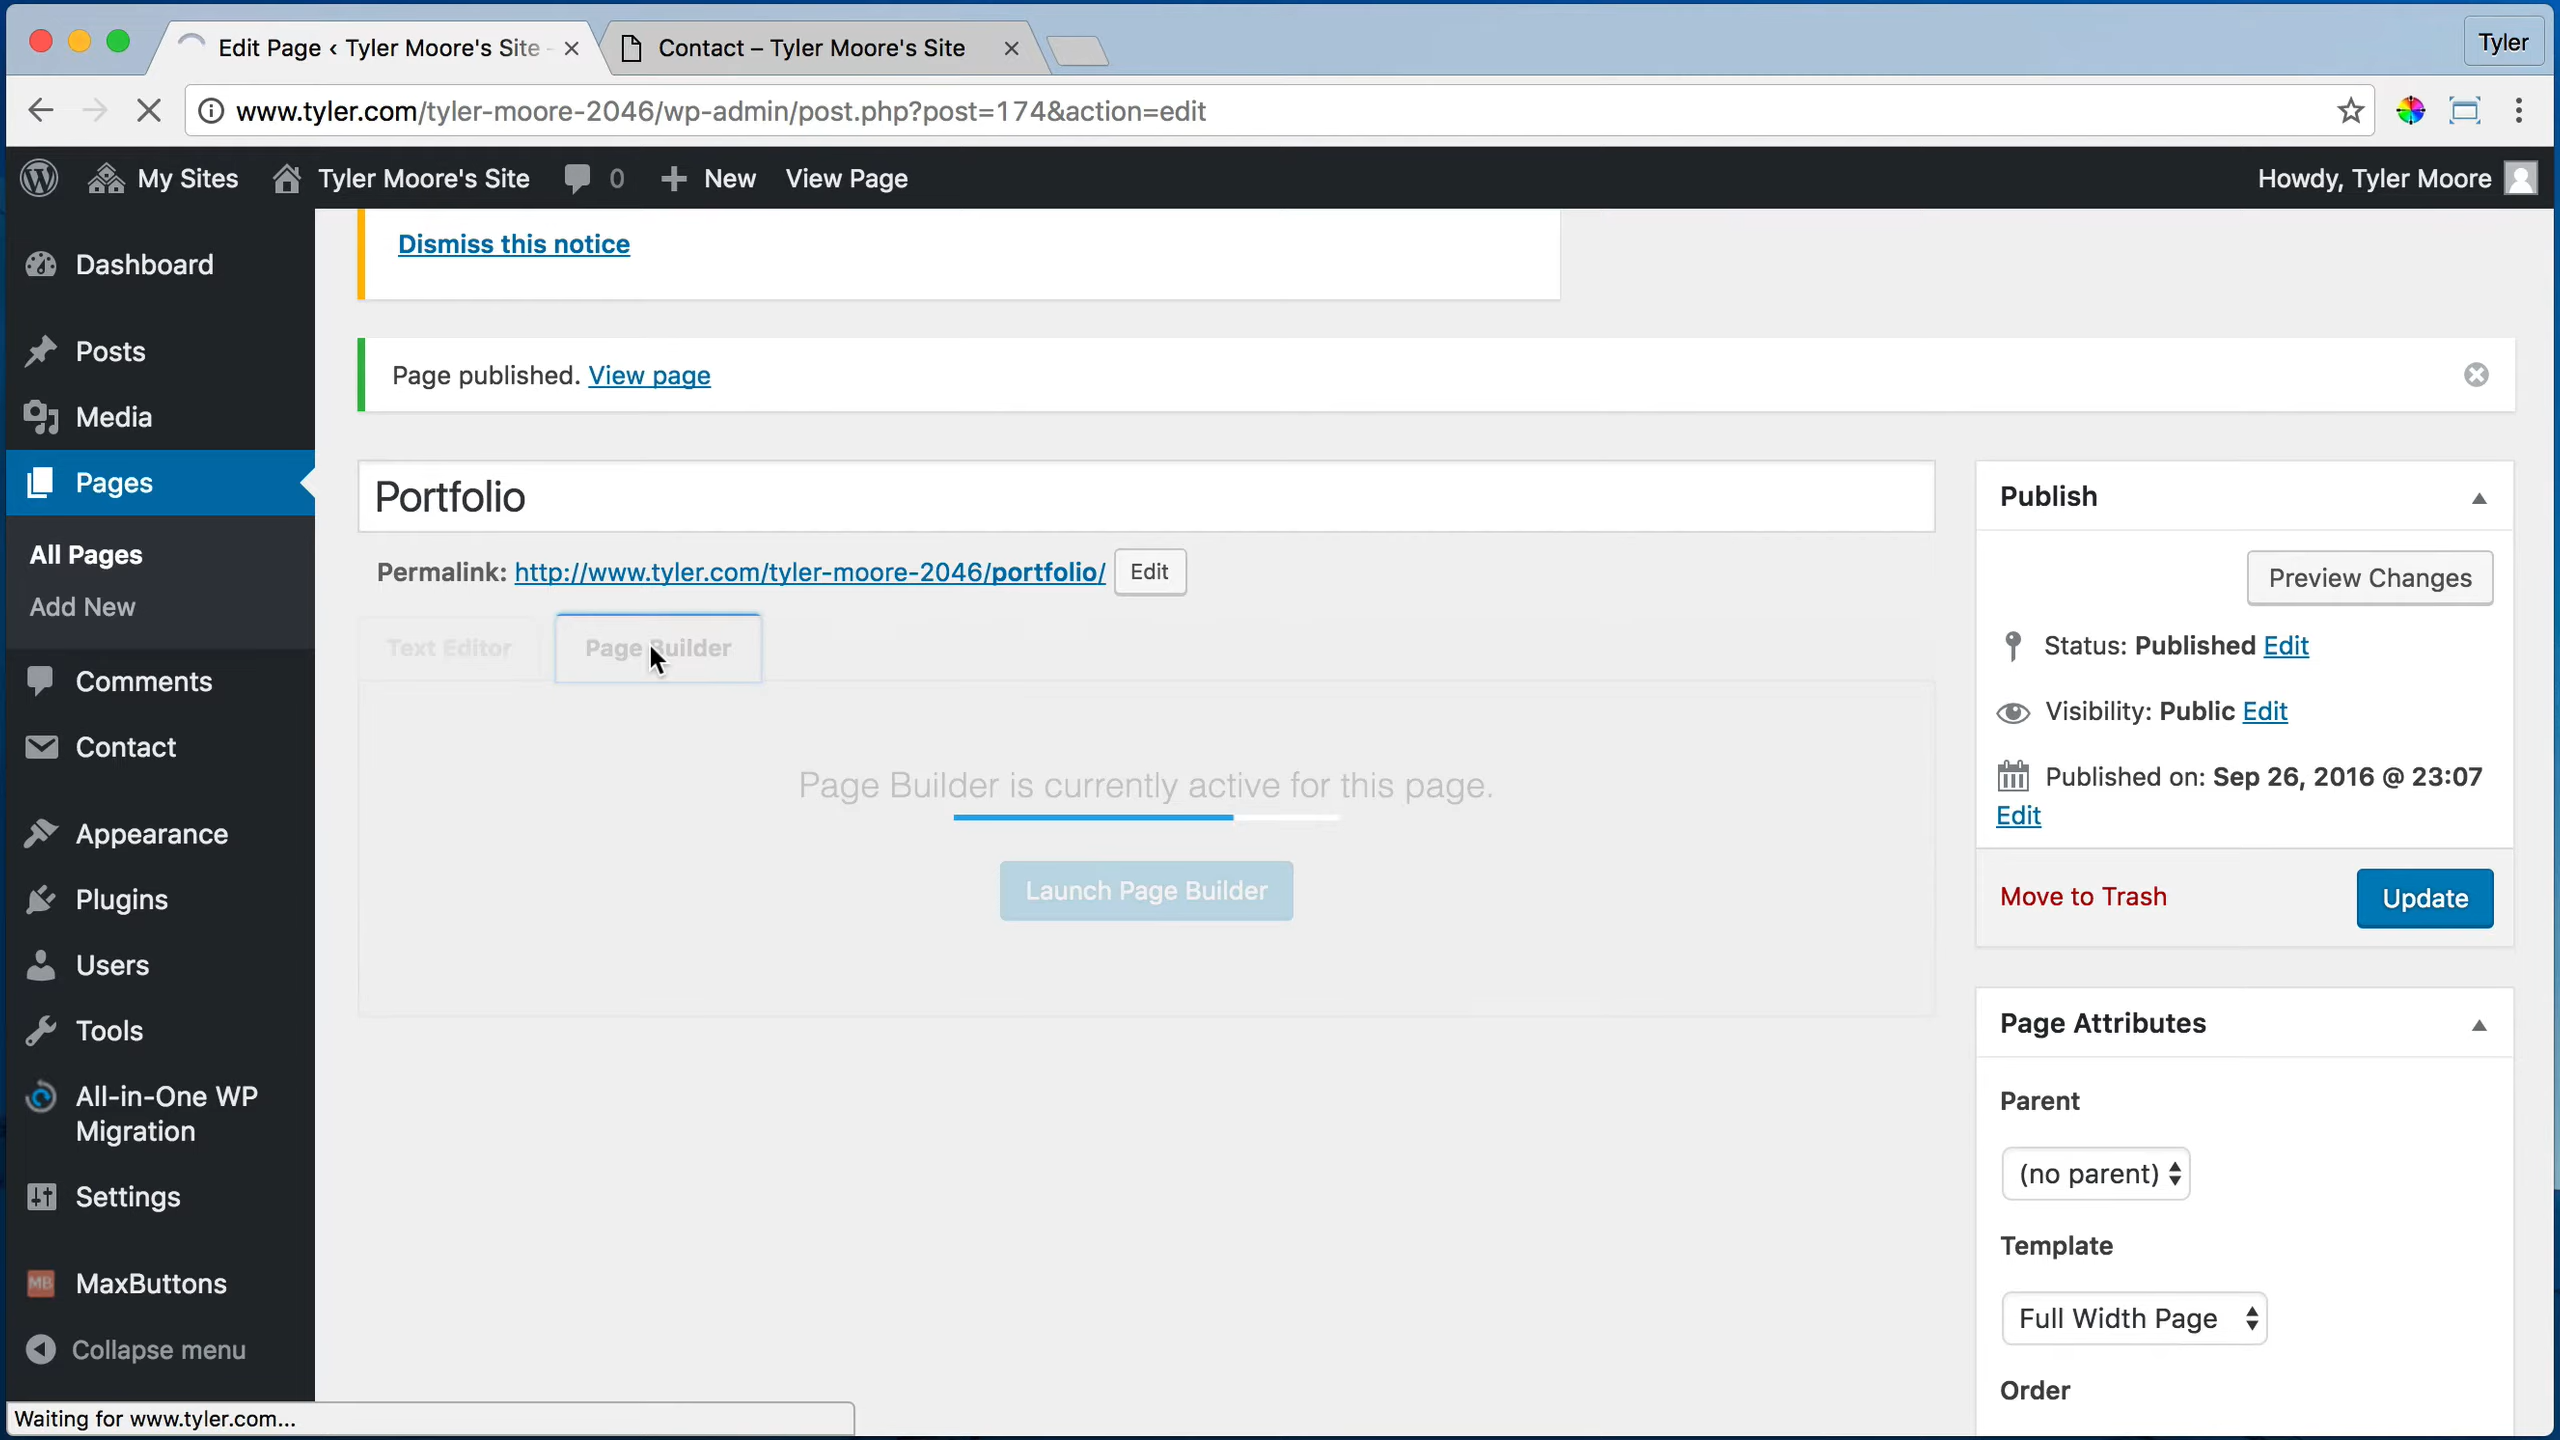 Edit Page ‹ Tyler Moore's Site -
Contact – Tyler Moore's Site
Tyler
www.tyler.com/tyler-moore-2046/wp-admin/post.php?post=174&action=edit
My Sites
Tyler Moore's Site
0
New
View Page
Howdy, Tyler Moore
Dashboard
Posts
Media
Pages
All Pages
Add New
Comments
Contact
Appearance
Plugins
Users
Tools
All-in-One WP
Migration
Settings
MB
MaxButtons
Collapse menu
Waiting for www.tyler.com...
Dismiss this notice
Page published. View page
Portfolio
Permalink: http://www.tyler.com/tyler-moore-2046/portfolio/ Edit
Text Editor
Page Builder
Page Builder is currently active for this page.
Launch Page Builder
Publish
Preview Changes
Status: Published Edit
Visibility: Public Edit
Published on: Sep 26, 2016 @ 23:07
Edit
Move to Trash
Update
Page Attributes
Parent
(no parent)
Template
Full Width Page
Order